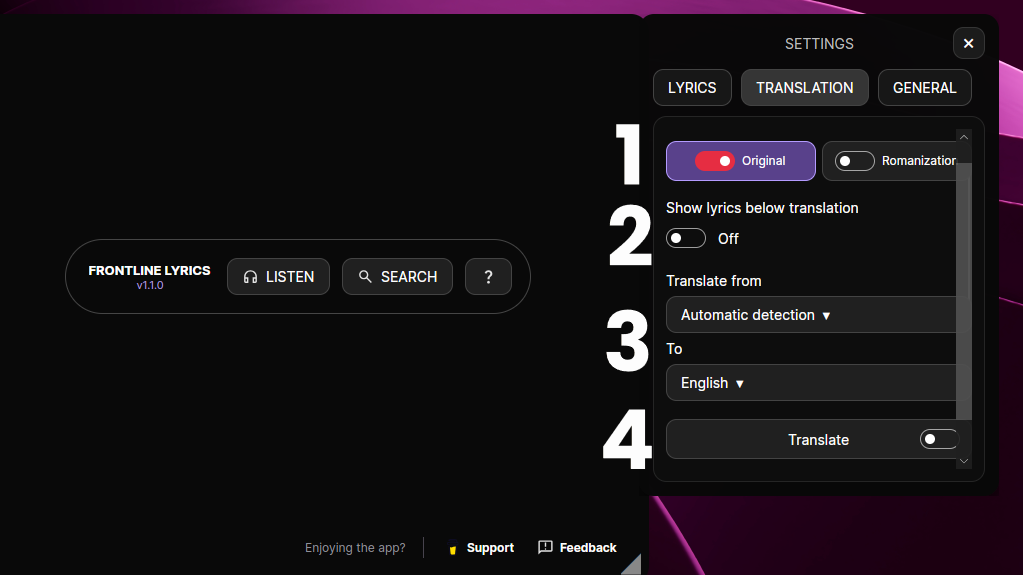 SETTINGS
LYRICS TRANSLATION GENERAL
1
Original Romanization
2
Show lyrics below translation
Off
FRONTLINE LYRICS
v1.1.0
LISTEN SEARCH ?
3
Translate from
Automatic detection ▾
To
English ▾
4
Translate
Enjoying the app? Support Feedback